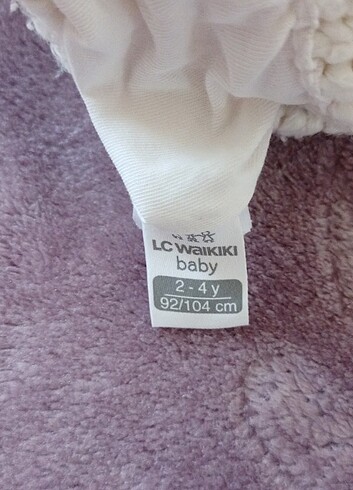 LC WAIKIKI
baby
2 - 4 y
92/104 cm